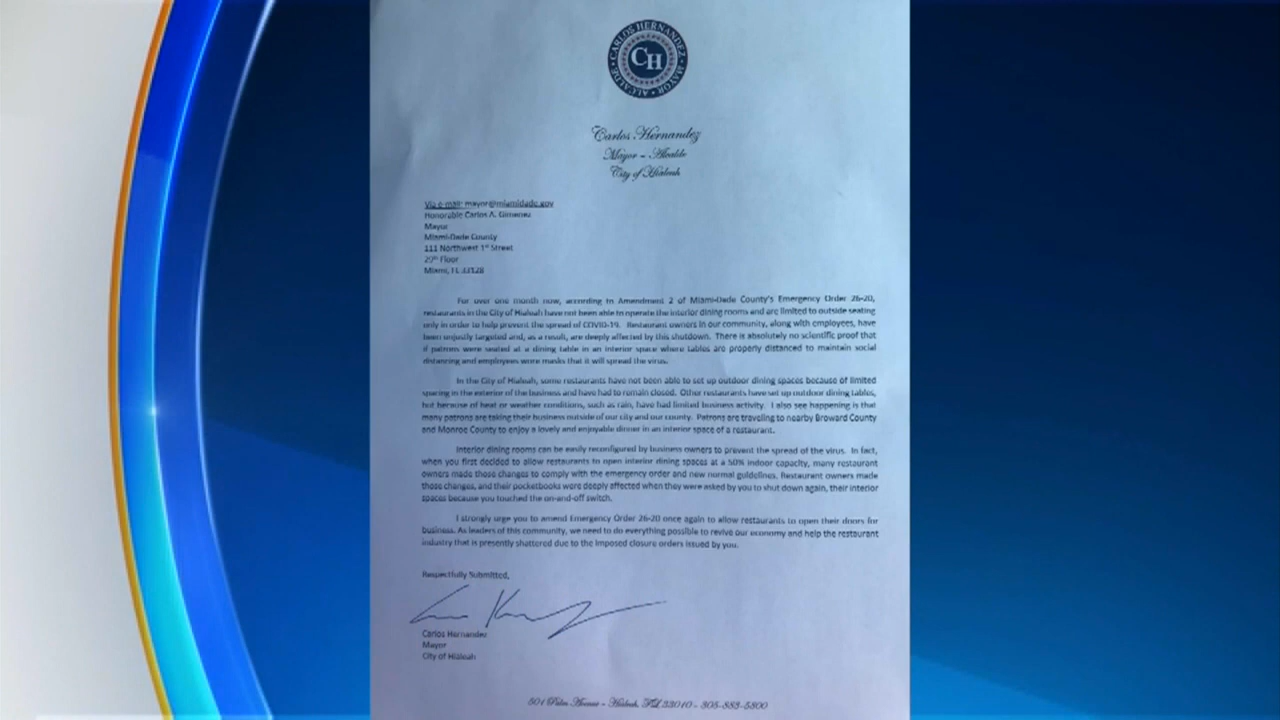 CARLOS HERNANDEZ • MAYOR • ALCALDE •
CH
Carlos Hernandez
Mayor – Alcalde
City of Hialeah
Via e-mail: mayor@miamidade.gov
Honorable Carlos A. Gimenez
Mayor
Miami-Dade County
111 Northwest 1st Street
29th Floor
Miami, FL 33128
For over one month now, according to Amendment 2 of Miami-Dade County's Emergency Order 26-20,
restaurants in the City of Hialeah have not been able to operate the interior dining rooms and are limited to outside seating
only in order to help prevent the spread of COVID-19. Restaurant owners in our community, along with employees, have
been unjustly targeted and, as a result, are deeply affected by this shutdown. There is absolutely no scientific proof that
if patrons were seated at a dining table in an interior space where tables are properly distanced to maintain social
distancing and employees wore masks that it will spread the virus.
In the City of Hialeah, some restaurants have not been able to set up outdoor dining spaces because of limited
spacing in the exterior of the business and have had to remain closed. Other restaurants have set up outdoor dining tables,
but because of heat or weather conditions, such as rain, have had limited business activity. I also see happening is that
many patrons are taking their business outside of our city and our county. Patrons are traveling to nearby Broward County
and Monroe County to enjoy a lovely and enjoyable dinner in an interior space of a restaurant.
Interior dining rooms can be easily reconfigured by business owners to prevent the spread of the virus. In fact,
when you first decided to allow restaurants to open interior dining spaces at a 50% indoor capacity, many restaurant
owners made those changes to comply with the emergency order and new normal guidelines. Restaurant owners made
those changes, and their pocketbooks were deeply affected when they were asked by you to shut down again, their interior
spaces because you touched the on-and-off switch.
I strongly urge you to amend Emergency Order 26-20 once again to allow restaurants to open their doors for
business. As leaders of this community, we need to do everything possible to revive our economy and help the restaurant
industry that is presently shattered due to the imposed closure orders issued by you.
Respectfully Submitted,
Carlos Hernandez
Mayor
City of Hialeah
501 Palm Avenue – Hialeah, FL 33010 – 305-883-5800